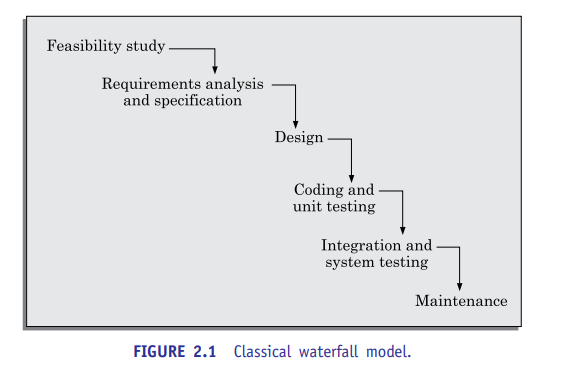 Feasibility study
Requirements analysis
and specification
Design
Coding and
unit testing
Integration and
system testing
Maintenance
FIGURE 2.1 Classical waterfall model.